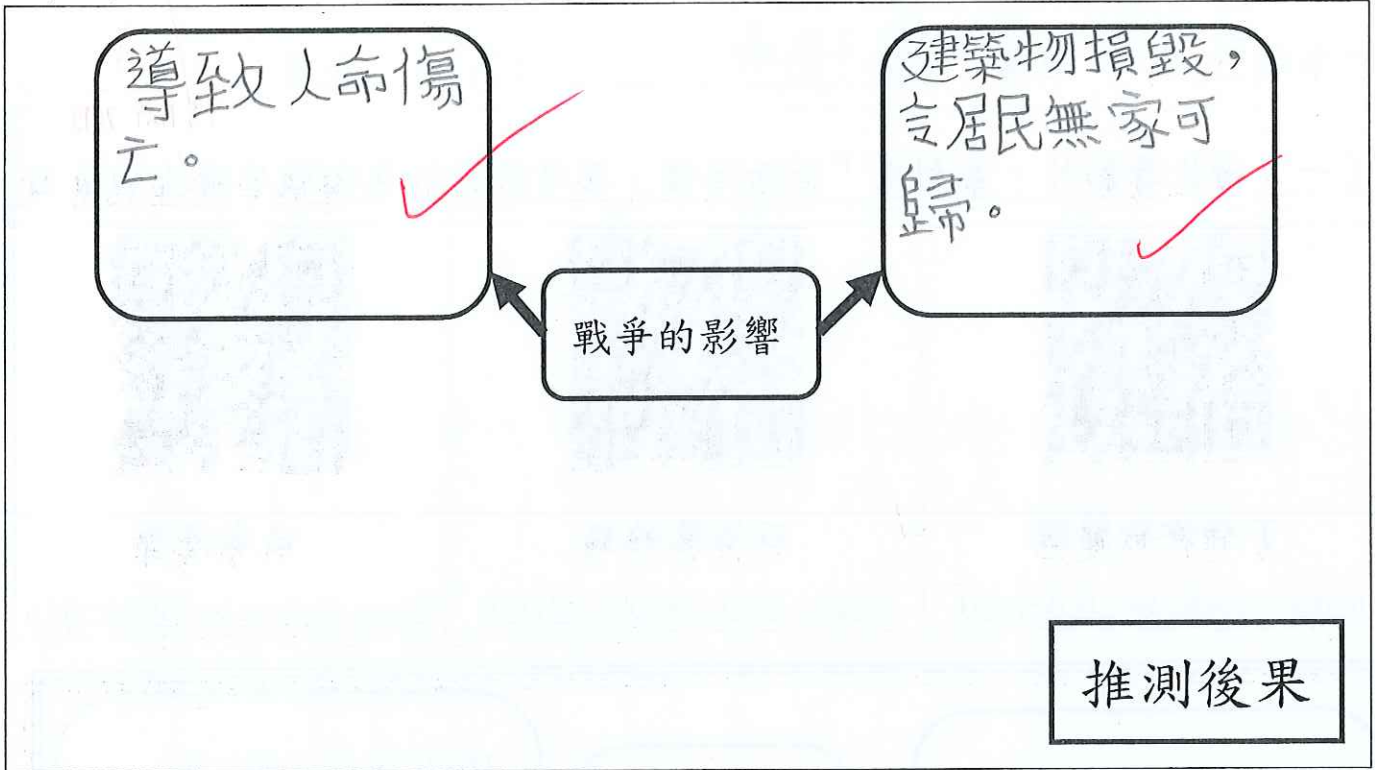 導致人命傷
亡。
建築物損毀，
令居民無家可
歸。
戰爭的影響
推測後果